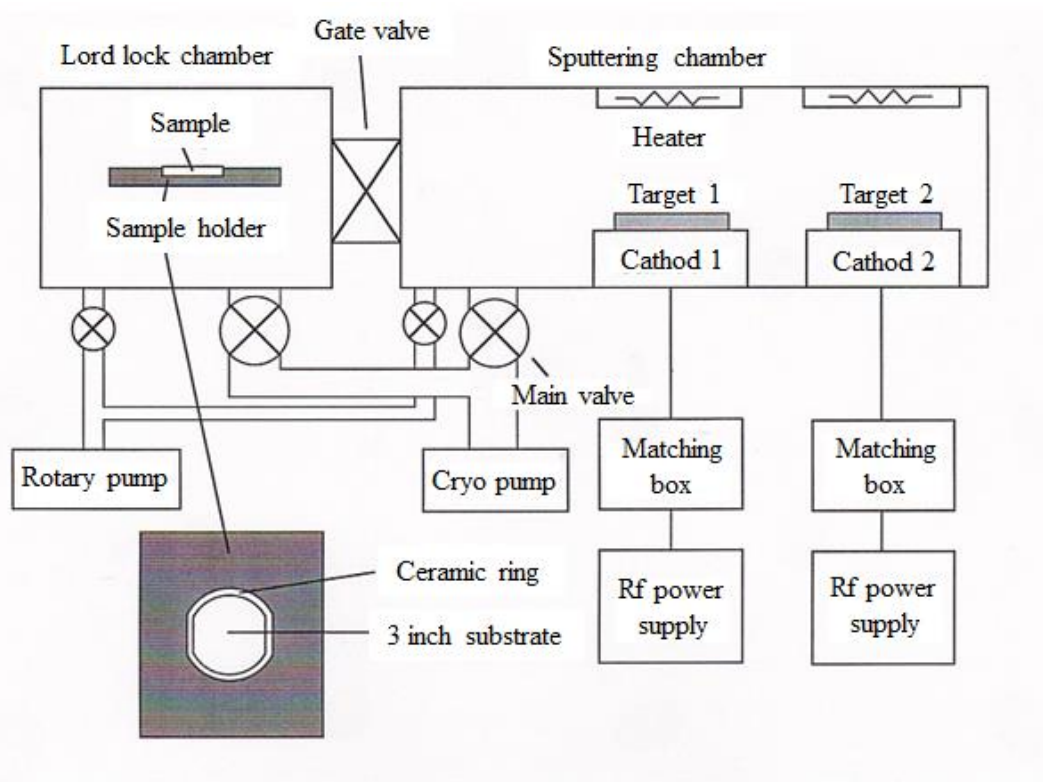 Gate valve
Lord lock chamber
Sputtering chamber
Sample
Heater
Target 1
Target 2
Sample holder
Cathod 1
Cathod 2
Main valve
Rotary pump
Cryo pump
Matching
box
Matching
box
Ceramic ring
Rf power
supply
Rf power
supply
3 inch substrate